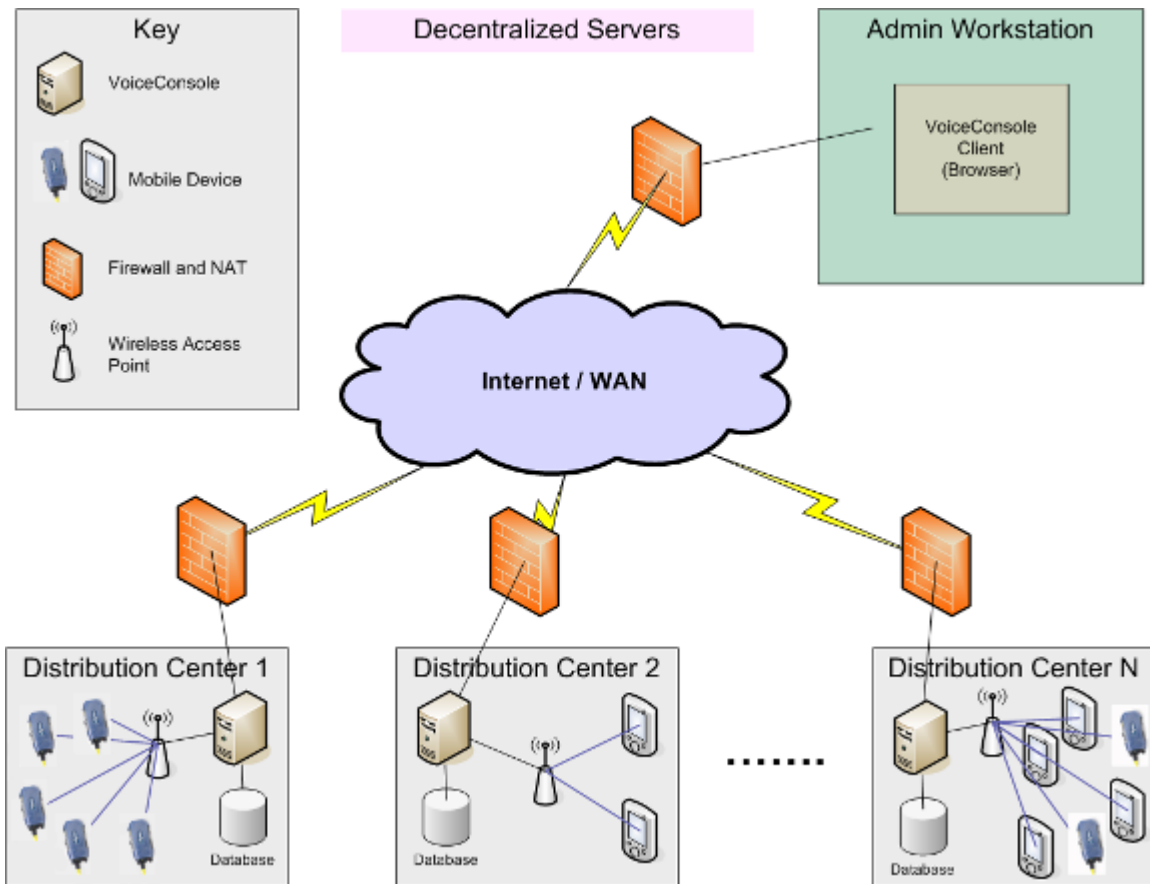 Key
VoiceConsole
Mobile Device
Firewall and NAT
Wireless Access
Point
Decentralized Servers
Admin Workstation
VoiceConsole
Client
(Browser)
Internet / WAN
Distribution Center 1
Database
Distribution Center 2
Database
.......
Distribution Center N
Database